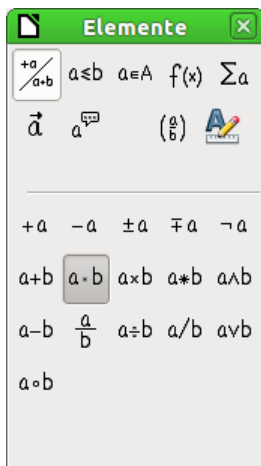 Elemente
+a/a+b a≤b a∈A f(x) Σa
a⃗ a (a b)
+a −a ±a ∓a ¬a
a+b a·b a×b a∗b a∧b
a−b a/b a÷b a/b a∨b
a∘b